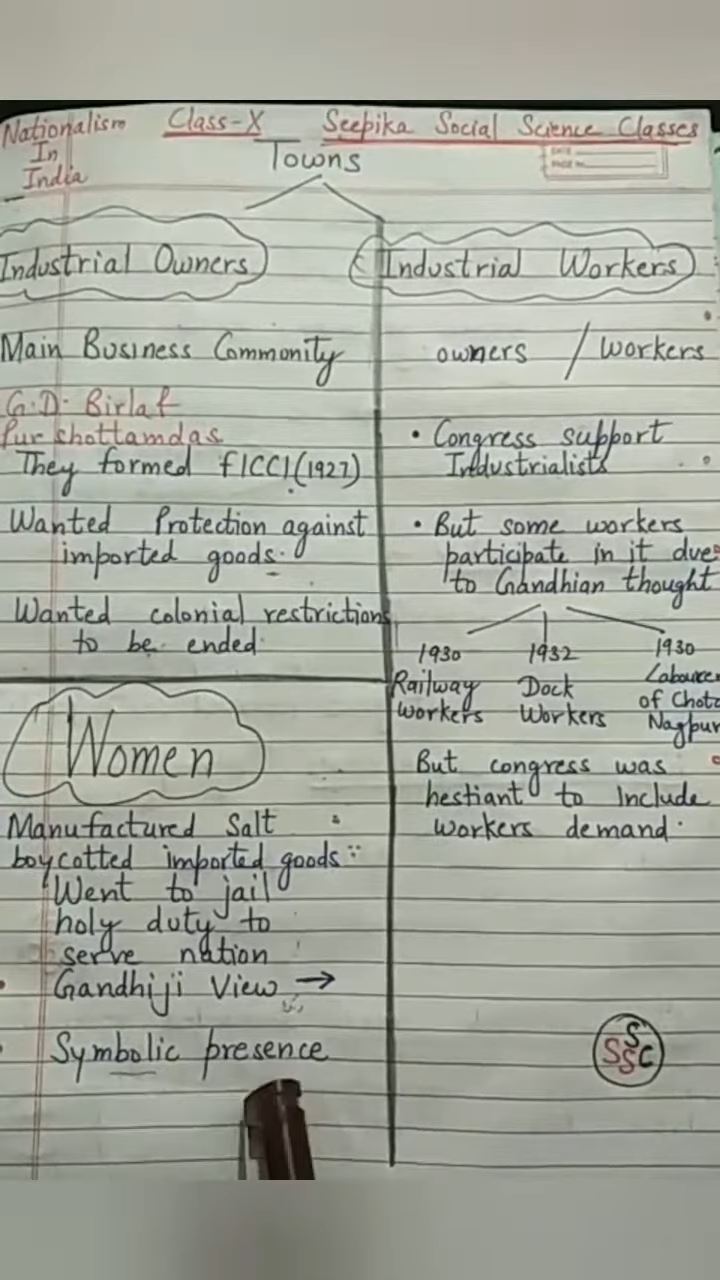 Nationalism
In
India
Class-X
Seepika Social Science Classes
Towns
Industrial Owners
Main Business Commonity
G.D. Birla &
Purshottamdas
They formed FICCI (1927)
Wanted Protection against
imported goods.
Wanted colonial restrictions
to be ended.
Industrial Workers
owners / workers
• Congress support
Industrialists
• But some workers
participate in it due
to Gandhian thought
1930
Railway
workers
1932
Dock
Workers
1930
Labourer
of Chota
Nagpur
But congress was
hestiant to Include
workers demand.
Women
Manufactured Salt
boycotted imported goods
Went to jail
holy duty to
serve nation
Gandhiji View →
Symbolic presence
SSSC